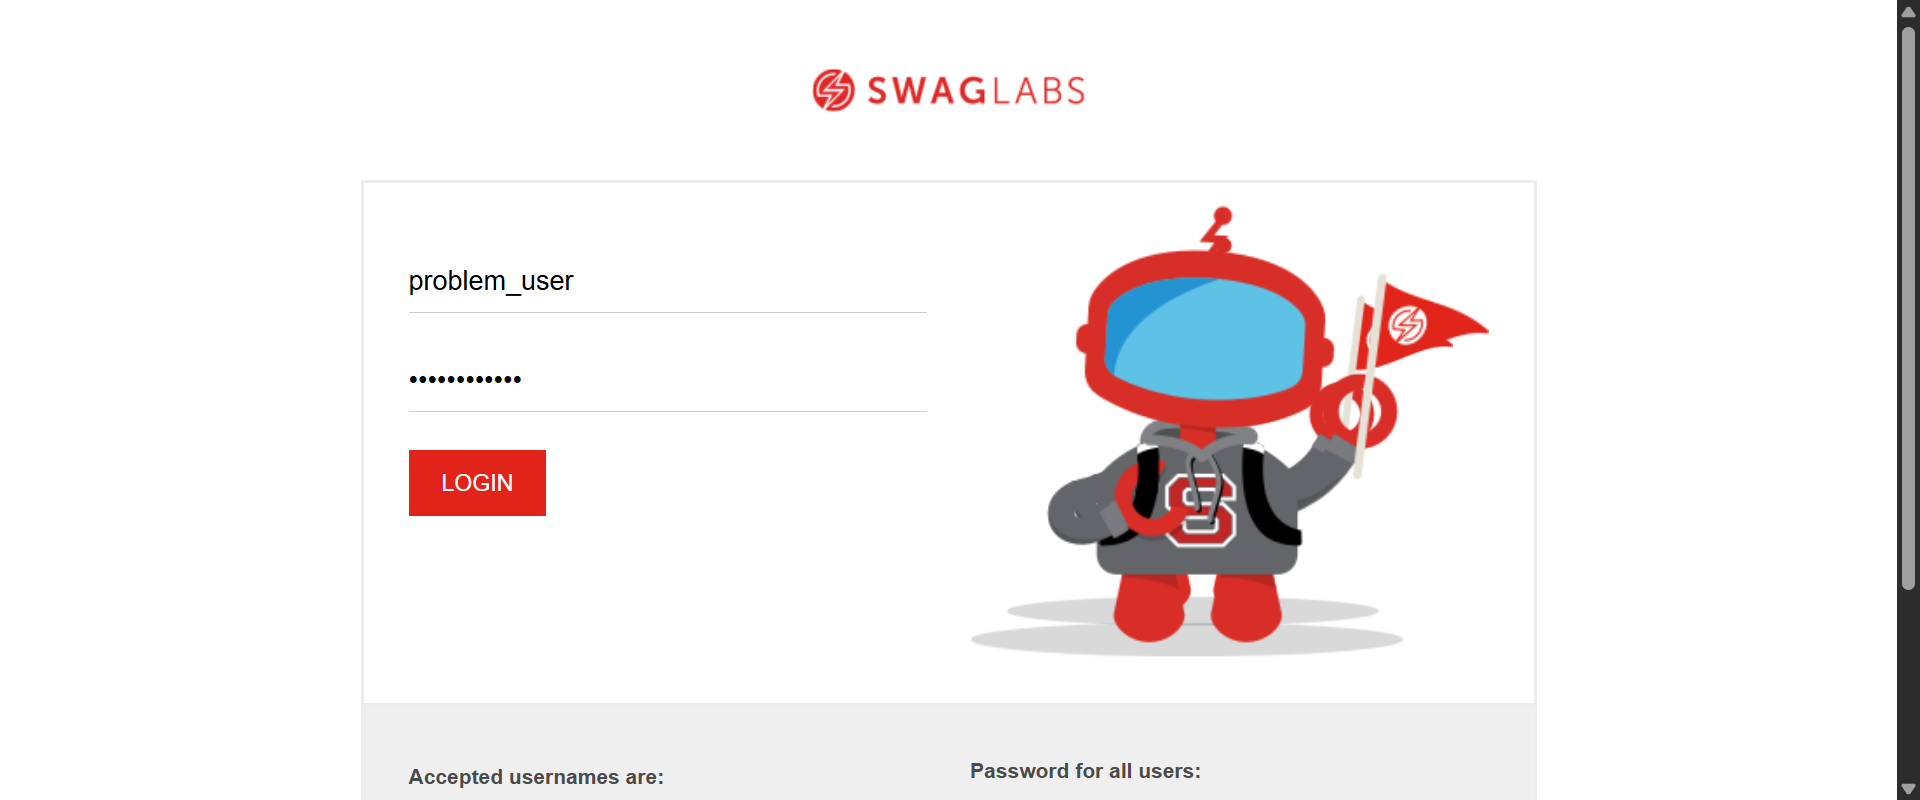 SWAGLABS
problem_user
••••••••••••
LOGIN
S
Accepted usernames are:
Password for all users: